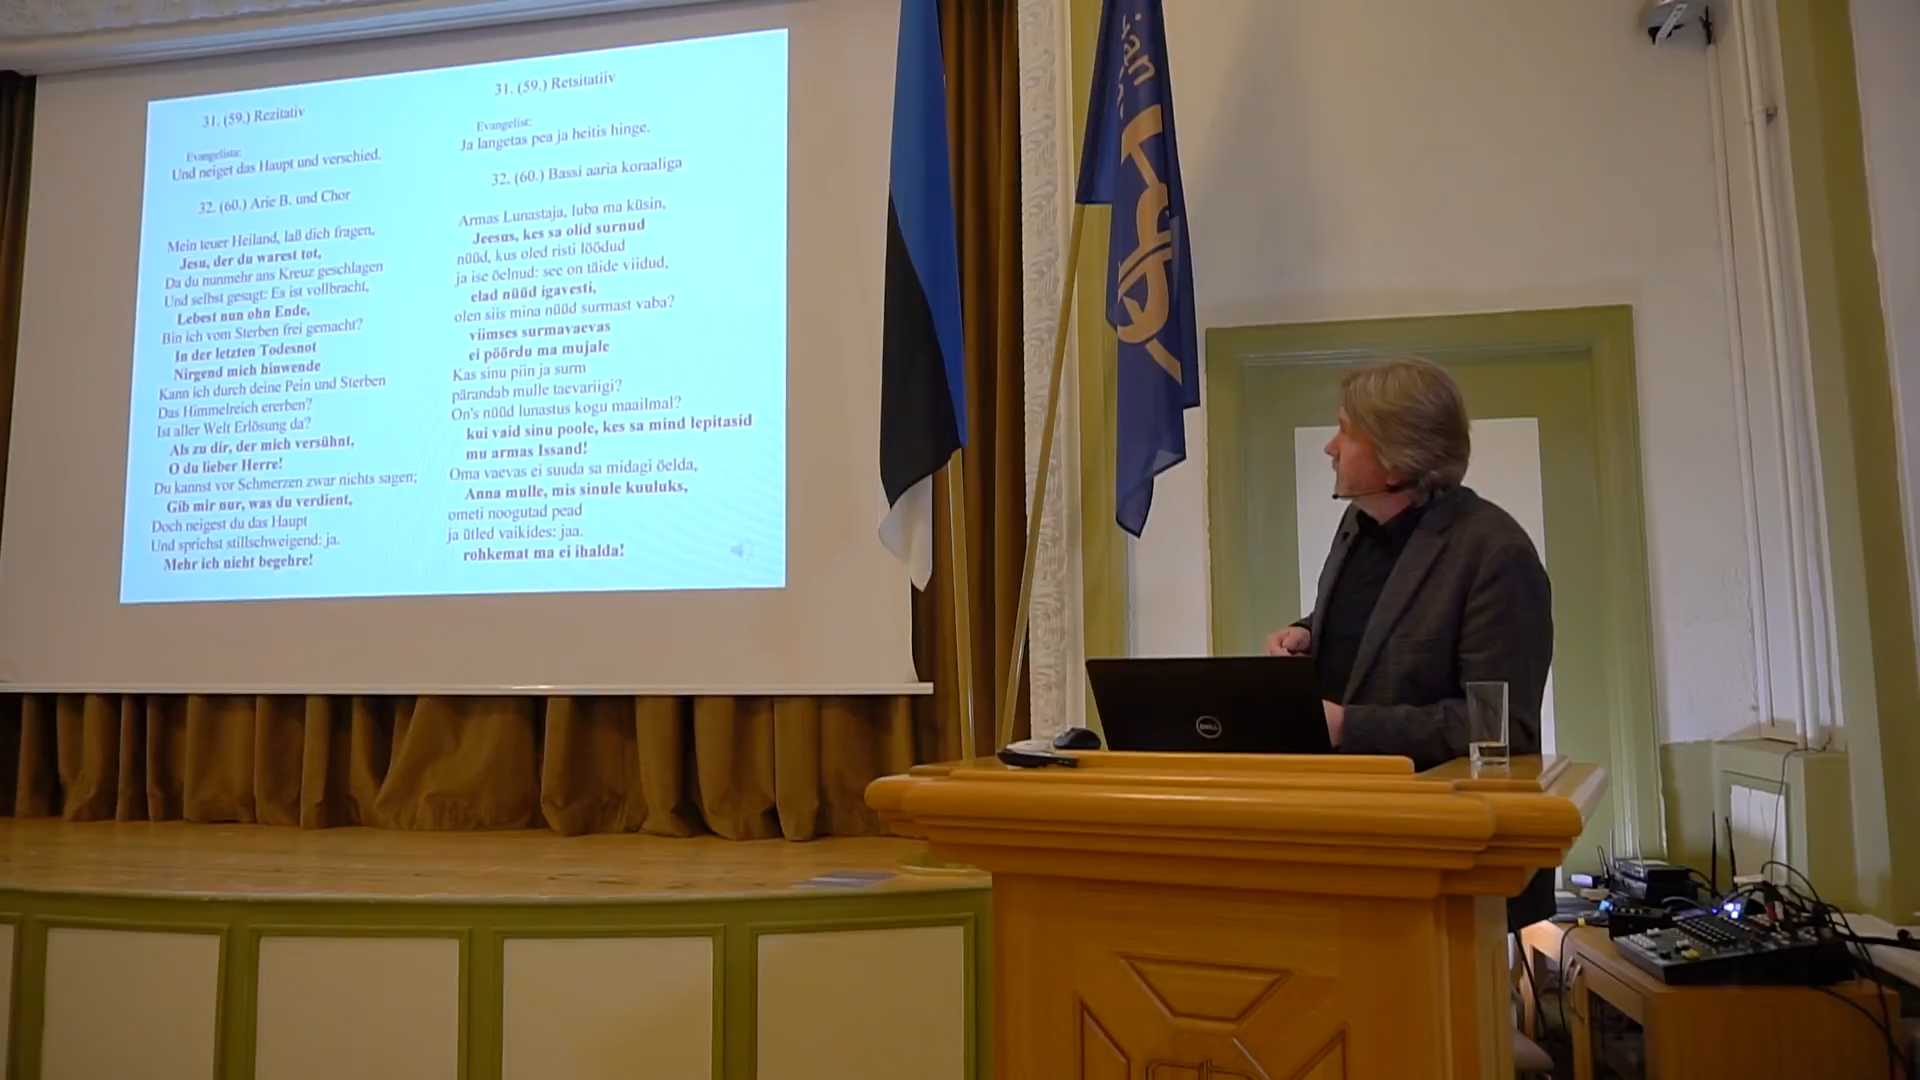 31. (59.) Rezitativ
Evangelista:
Und neiget das Haupt und verschied.
32. (60.) Arie B. und Chor
Mein teuer Heiland, laß dich fragen,
Jesu, der du warest tot,
Da du nunmehr ans Kreuz geschlagen
Und selbst gesagt: Es ist vollbracht,
Lebest nun ohn Ende,
Bin ich vom Sterben frei gemacht?
In der letzten Todesnot
Nirgend mich hinwende
Kann ich durch deine Pein und Sterben
Das Himmelreich ererben?
Ist aller Welt Erlösung da?
Als zu dir, der mich versühnt,
O du lieber Herre!
Du kannst vor Schmerzen zwar nichts sagen;
Gib mir nur, was du verdient,
Doch neigest du das Haupt
Und sprichst stillschweigend: ja.
Mehr ich nicht begehre!
31. (59.) Retsitatiiv
Evangelist:
Ja langetas pea ja heitis hinge.
32. (60.) Bassi aaria koraaliga
Armas Lunastaja, luba ma küsin,
Jeesus, kes sa olid surnud
nüüd, kus oled risti löödud
ja ise öelnud: see on täide viidud,
elad nüüd igavesti,
olen siis mina nüüd surmast vaba?
viimses surmavaevas
ei pöördu ma mujale
Kas sinu piin ja surm
pärandab mulle taevariigi?
On's nüüd lunastus kogu maailmal?
kui vaid sinu poole, kes sa mind lepitasid
mu armas Issand!
Oma vaevas ei suuda sa midagi öelda,
Anna mulle, mis sinule kuuluks,
ometi noogutad pead
ja ütled vaikides: jaa.
rohkemat ma ei ihalda!
DELL